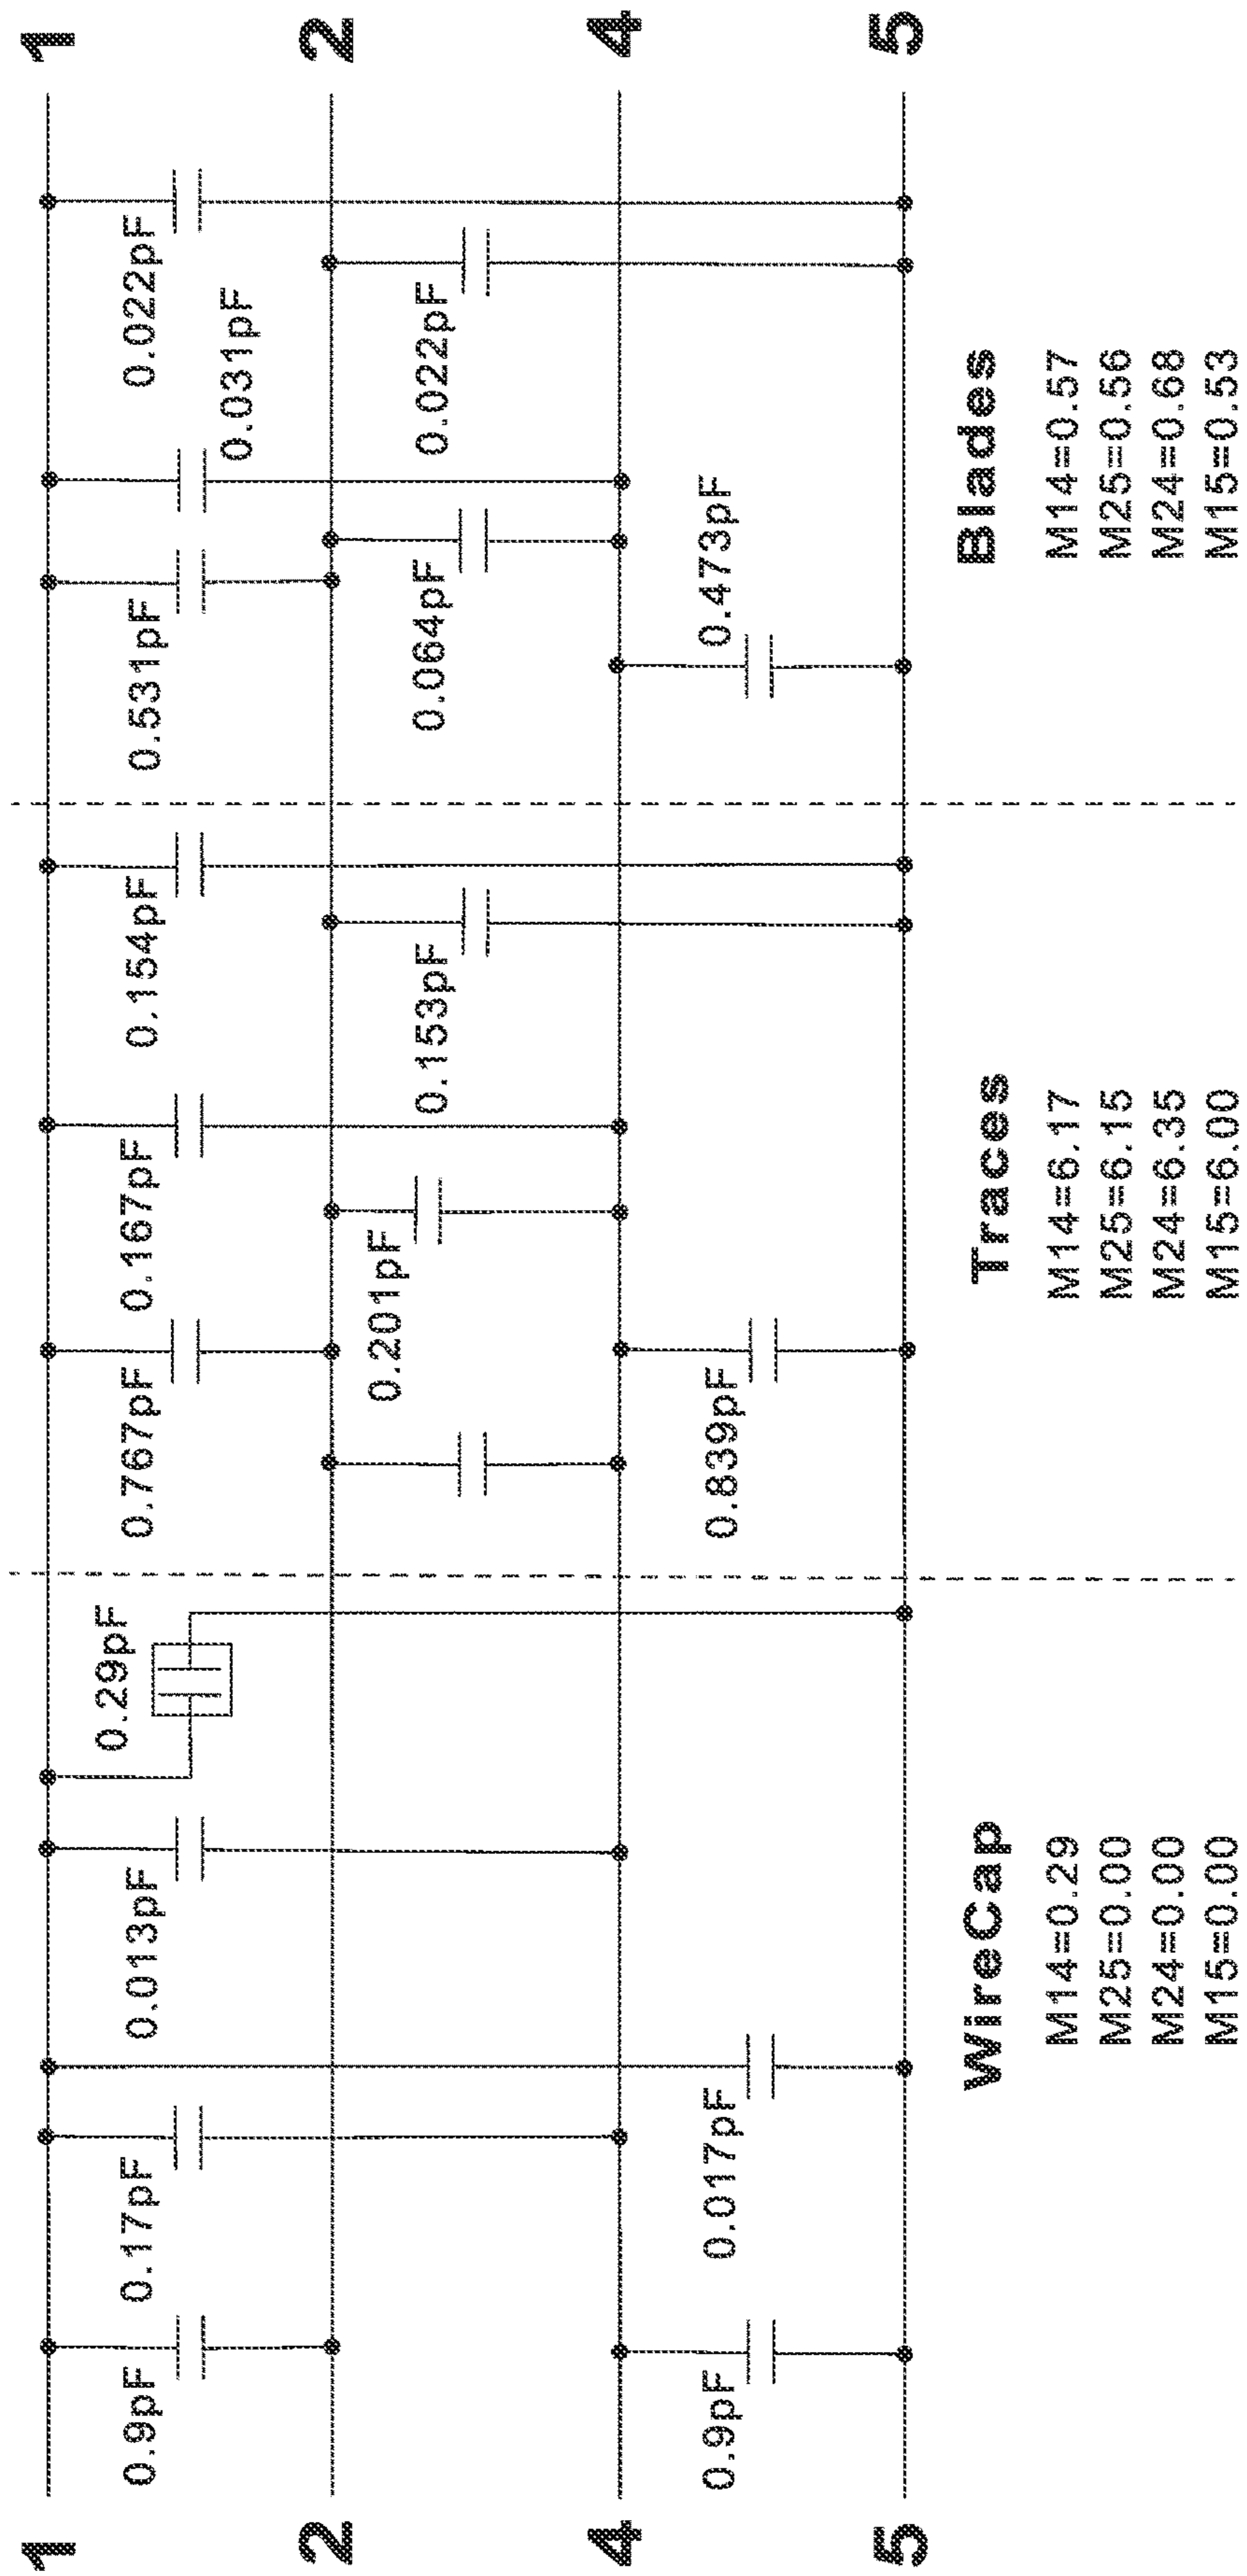 1
1
0.9pF
0.17pF
0.013pF
0.29pF
0.767pF
0.167pF
0.154pF
0.531pF
0.031pF
0.022pF
2
2
0.201pF
0.153pF
0.064pF
0.022pF
4
4
0.9pF
0.017pF
0.839pF
0.473pF
5
5
WireCap
M14=0.29
M25=0.00
M24=0.00
M15=0.00
Traces
M14=6.17
M25=6.15
M24=6.35
M15=6.00
Blades
M14=0.57
M25=0.56
M24=0.68
M15=0.53